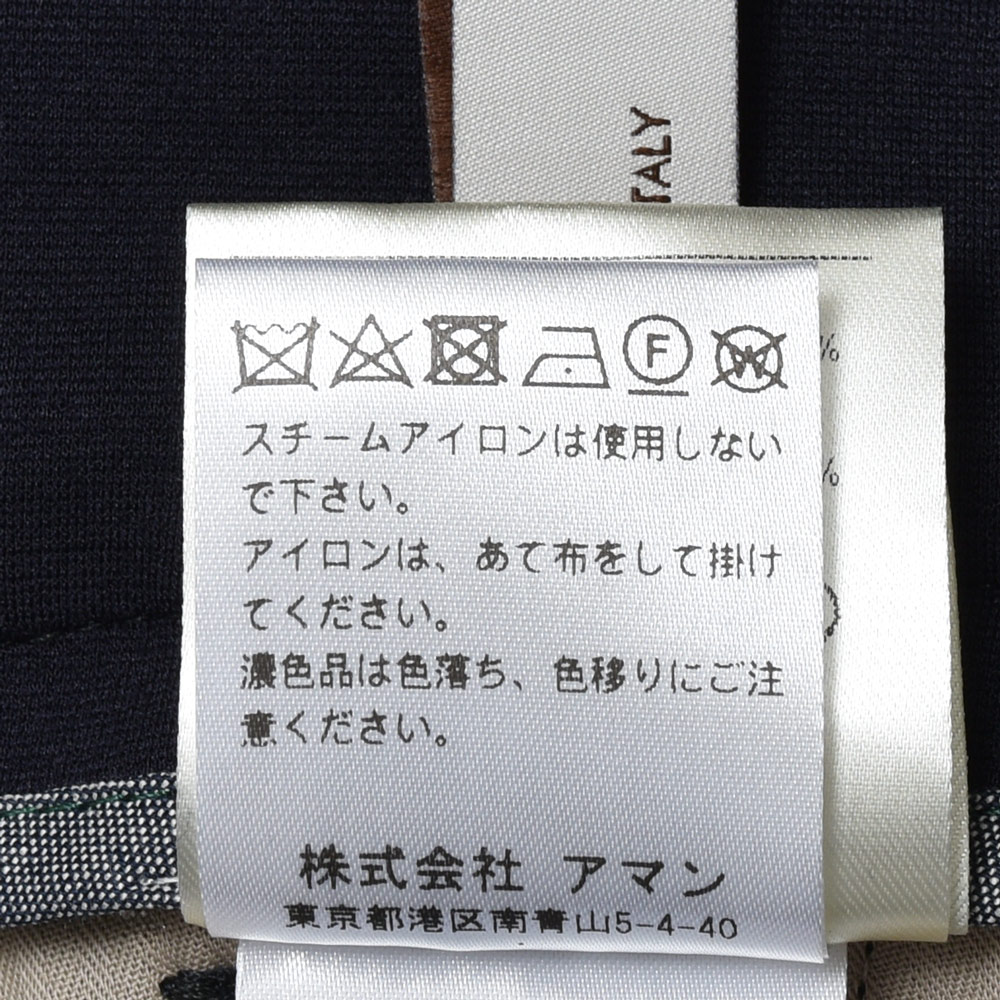 ITALY
%
%
F
W
スチームアイロンは使用しない
で下さい。
アイロンは、あて布をして掛け
てください。
濃色品は色落ち、色移りにご注
意ください。
株式会社 アマン
東京都港区南青山5-4-40